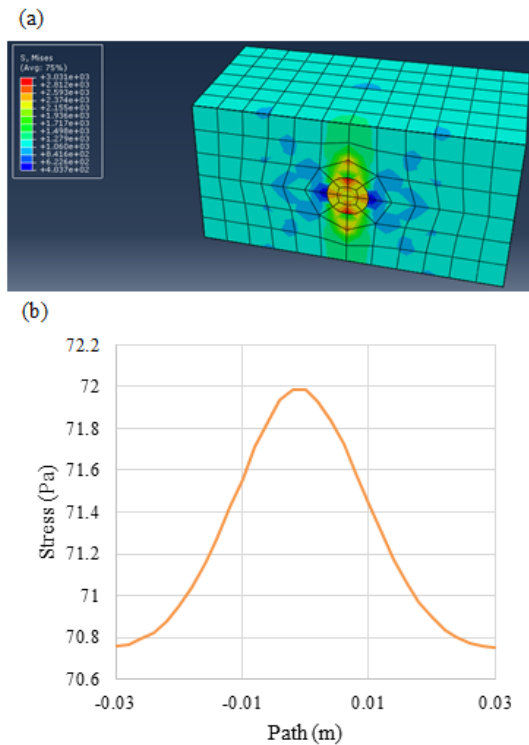 (a)
S, Mises
(Avg: 75%)
+3.031e+03
+2.812e+03
+2.593e+03
+2.374e+03
+2.155e+03
+1.936e+03
+1.717e+03
+1.498e+03
+1.279e+03
+1.060e+03
+8.416e+02
+6.226e+02
+4.037e+02
(b)
72.2
72
71.8
71.6
71.4
71.2
71
70.8
70.6
Stress (Pa)
-0.03
-0.01
0.01
0.03
Path (m)